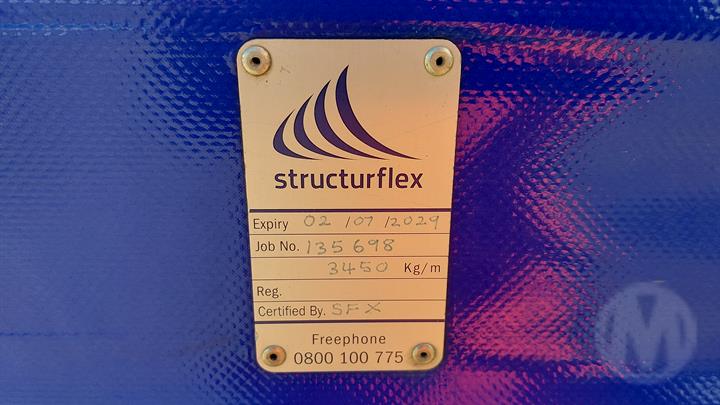 structurflex
Expiry 02/07/2029
Job No. 135698
3450 Kg/m
Reg.
Certified By. SFX
Freephone
0800 100 775
M